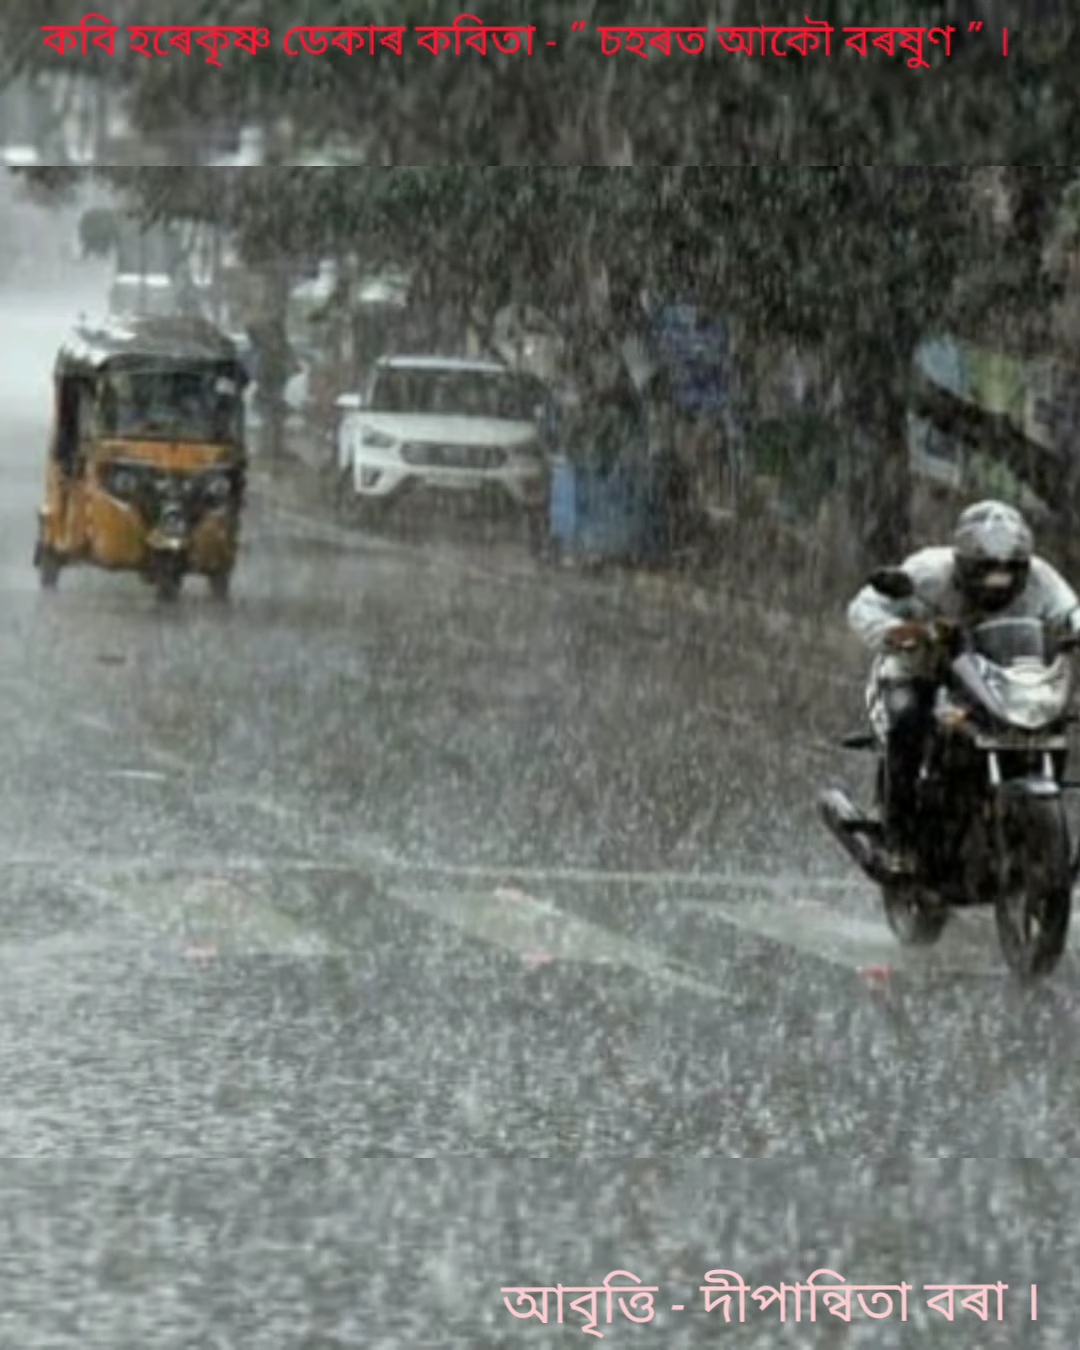 কবি হৰেকৃষ্ণ ডেকাৰ কবিতা - " চহৰত আকৌ বৰষুণ " ।
আবৃত্তি - দীপান্বিতা বৰা ।